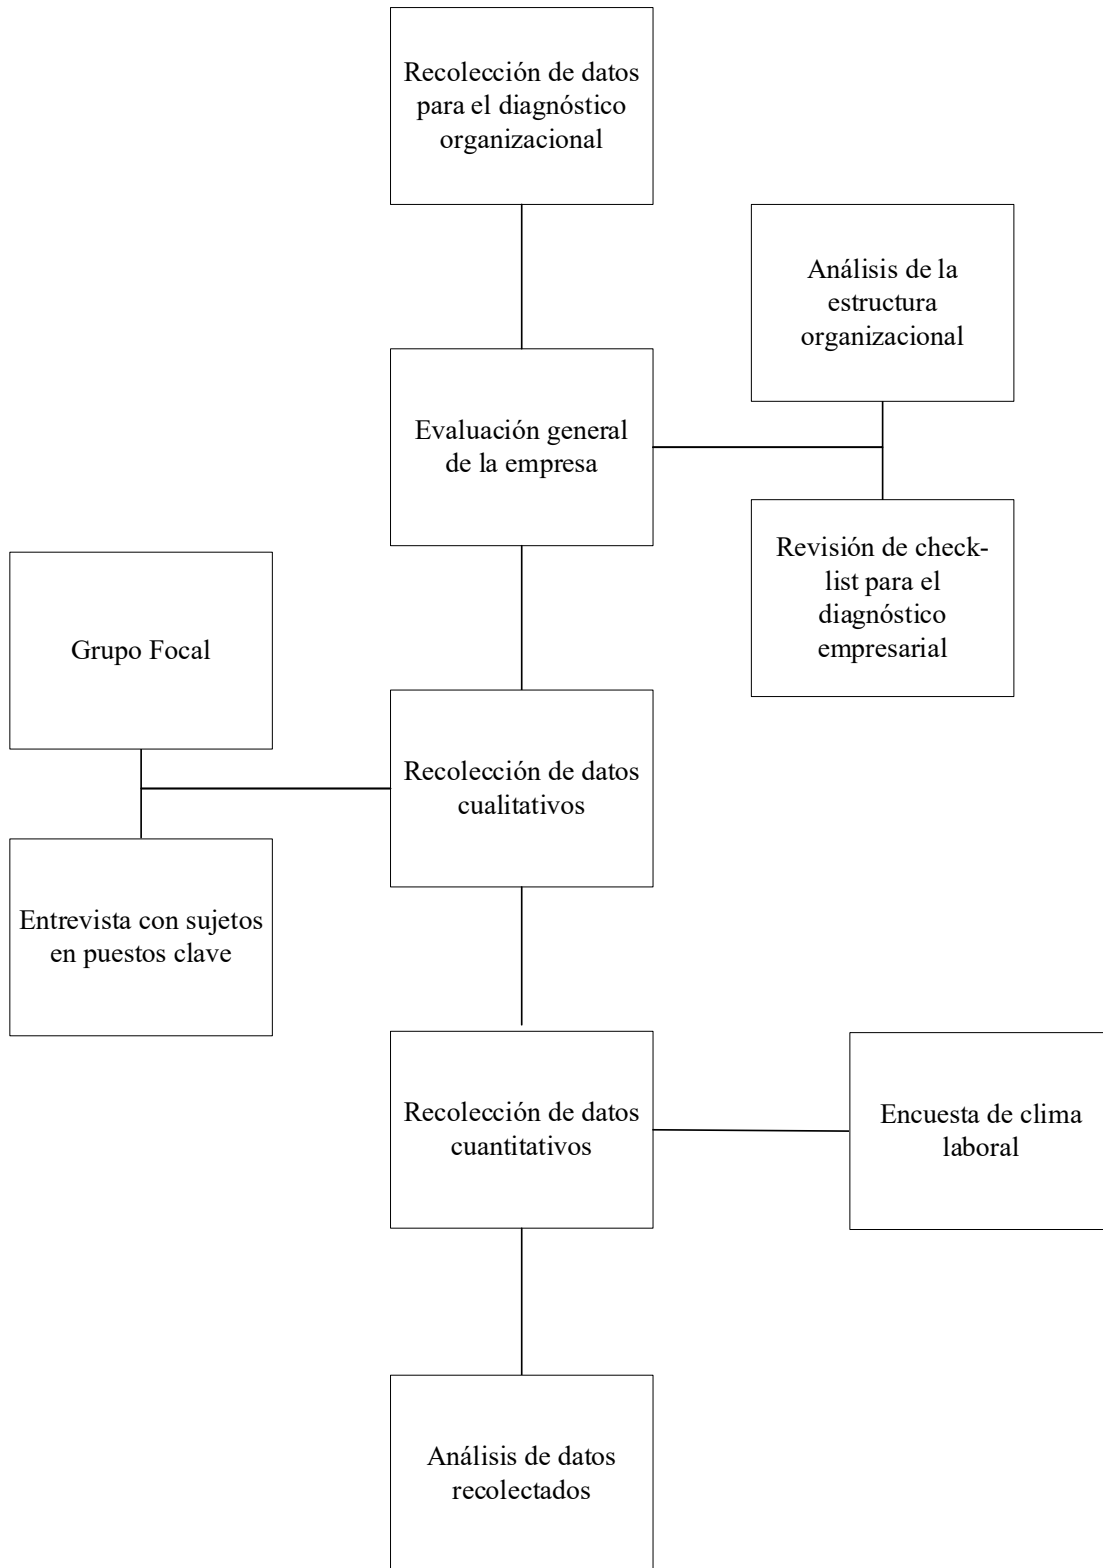 Recolección de datos
para el diagnóstico
organizacional
Análisis de la
estructura
organizacional
Evaluación general
de la empresa
Revisión de check-
list para el
diagnóstico
empresarial
Grupo Focal
Recolección de datos
cualitativos
Entrevista con sujetos
en puestos clave
Recolección de datos
cuantitativos
Encuesta de clima
laboral
Análisis de datos
recolectados